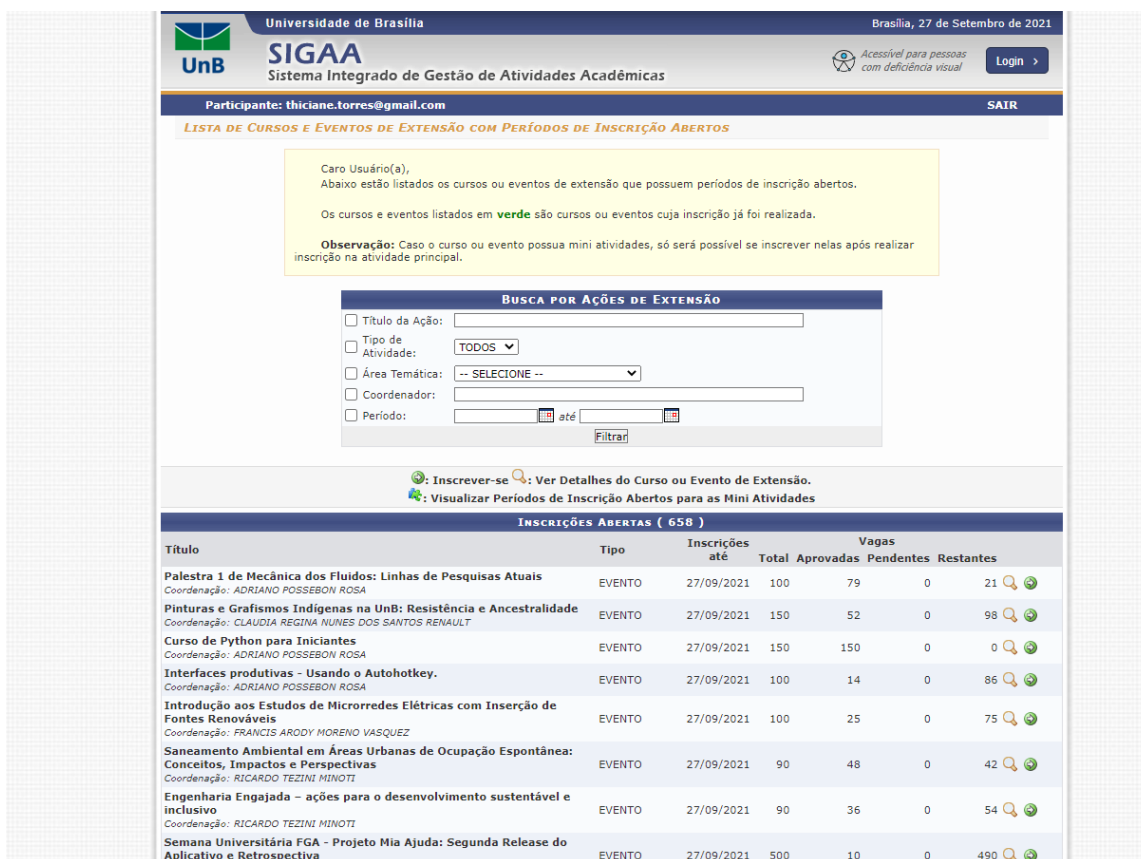 Universidade de Brasília
Brasília, 27 de Setembro de 2021
UnB
SIGAA
Sistema Integrado de Gestão de Atividades Acadêmicas
Acessível para pessoas
com deficiência visual
Login >
Participante: thiciane.torres@gmail.com
SAIR
Lista de Cursos e Eventos de Extensão com Períodos de Inscrição Abertos
Caro Usuário(a),
Abaixo estão listados os cursos ou eventos de extensão que possuem períodos de inscrição abertos.
Os cursos e eventos listados em verde são cursos ou eventos cuja inscrição já foi realizada.
Observação: Caso o curso ou evento possua mini atividades, só será possível se inscrever nelas após realizar
inscrição na atividade principal.
Busca por Ações de Extensão
Título da Ação:
Tipo de
Atividade:
TODOS
Área Temática:
-- SELECIONE --
Coordenador:
Período:
até
Filtrar
: Inscrever-se : Ver Detalhes do Curso ou Evento de Extensão.
: Visualizar Períodos de Inscrição Abertos para as Mini Atividades
Inscrições Abertas ( 658 )
Título Tipo Inscrições até Vagas
Total Aprovadas Pendentes Restantes
Palestra 1 de Mecânica dos Fluidos: Linhas de Pesquisas Atuais
Coordenação: ADRIANO POSSEBON ROSA
EVENTO 27/09/2021 100 79 0 21
Pinturas e Grafismos Indígenas na UnB: Resistência e Ancestralidade
Coordenação: CLAUDIA REGINA NUNES DOS SANTOS RENAULT
EVENTO 27/09/2021 150 52 0 98
Curso de Python para Iniciantes
Coordenação: ADRIANO POSSEBON ROSA
EVENTO 27/09/2021 150 150 0 0
Interfaces produtivas - Usando o Autohotkey.
Coordenação: ADRIANO POSSEBON ROSA
EVENTO 27/09/2021 100 14 0 86
Introdução aos Estudos de Microrredes Elétricas com Inserção de
Fontes Renováveis
Coordenação: FRANCIS ARODY MORENO VASQUEZ
EVENTO 27/09/2021 100 25 0 75
Saneamento Ambiental em Áreas Urbanas de Ocupação Espontânea:
Conceitos, Impactos e Perspectivas
Coordenação: RICARDO TEZINI MINOTI
EVENTO 27/09/2021 90 48 0 42
Engenharia Engajada – ações para o desenvolvimento sustentável e
inclusivo
Coordenação: RICARDO TEZINI MINOTI
EVENTO 27/09/2021 90 36 0 54
Semana Universitária FGA - Projeto Mia Ajuda: Segunda Release do
Aplicativo e Retrospectiva
EVENTO 27/09/2021 500 10 0 490